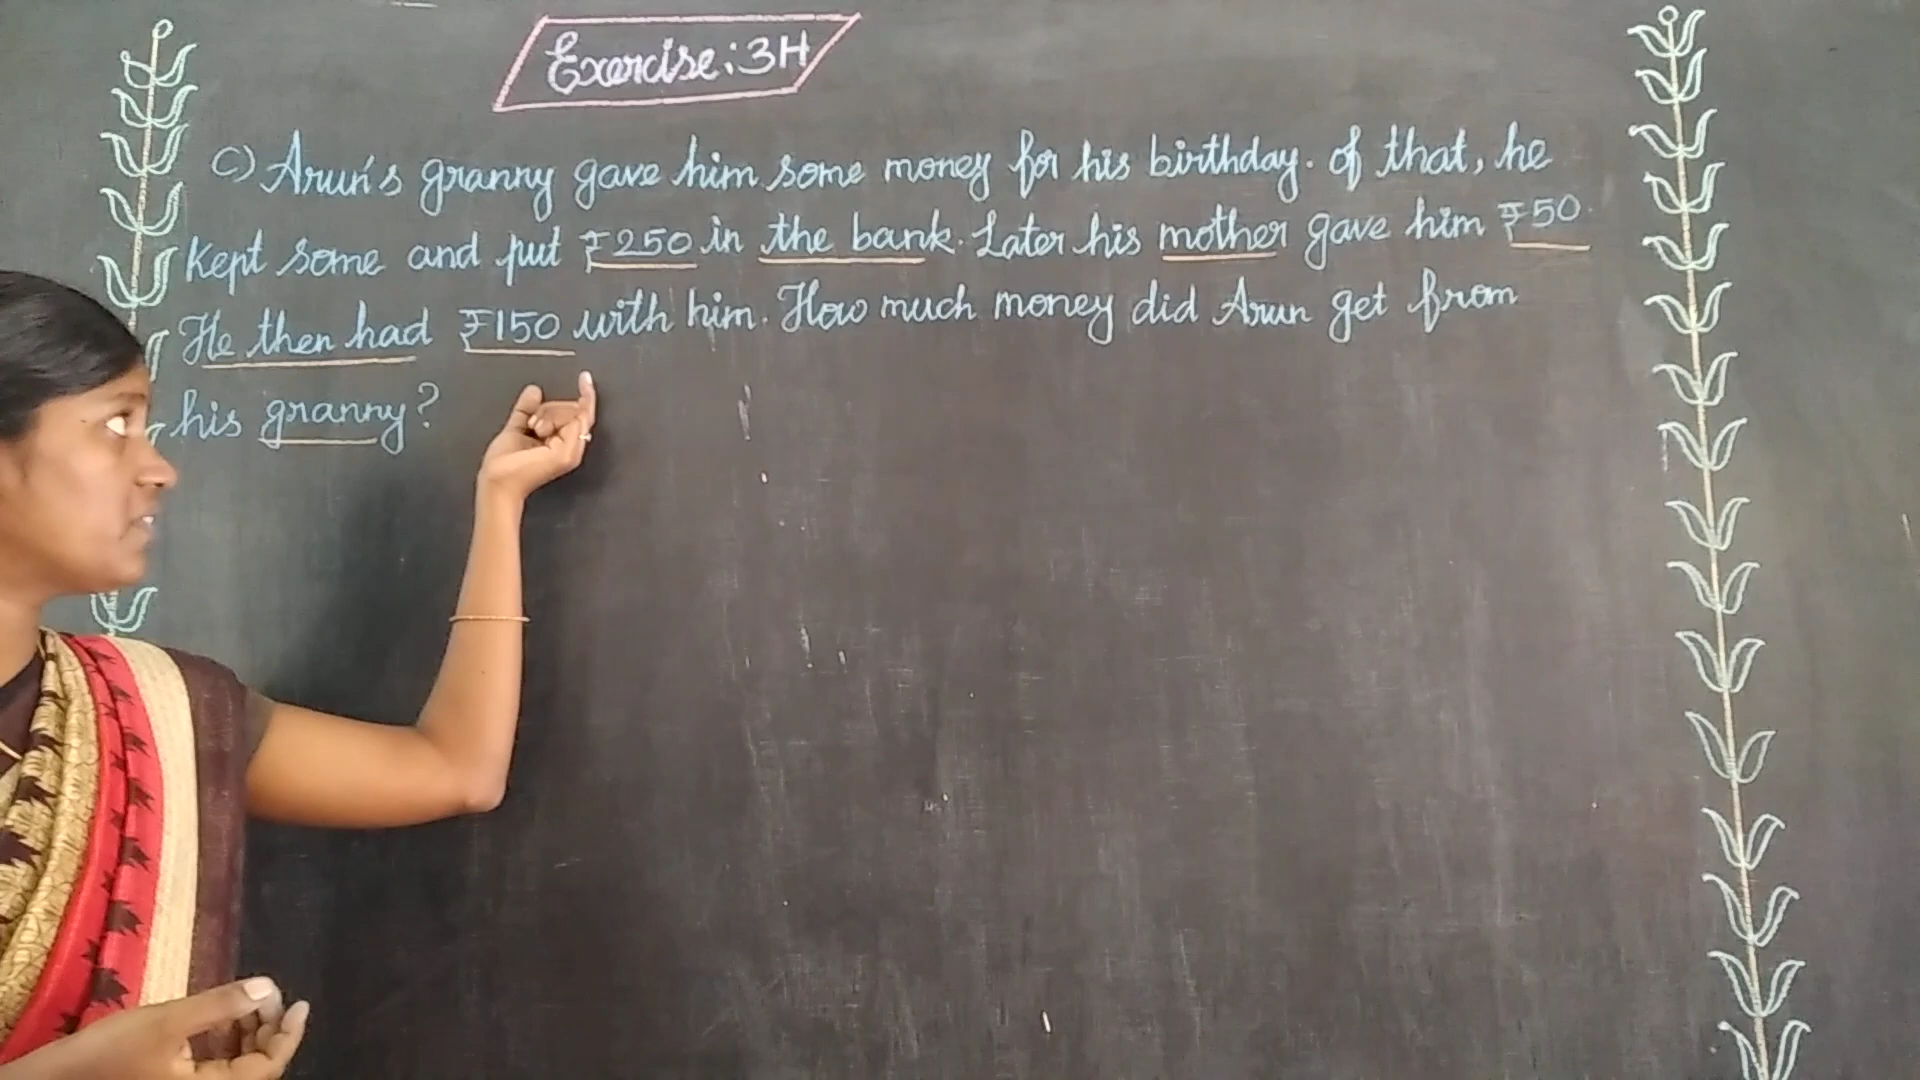 Exercise: 3H
C) Arun's granny gave him some money for his birthday. of that, he
kept some and put ₹250 in the bank. Later his mother gave him ₹50.
He then had ₹150 with him. How much money did Arun get from
his granny?